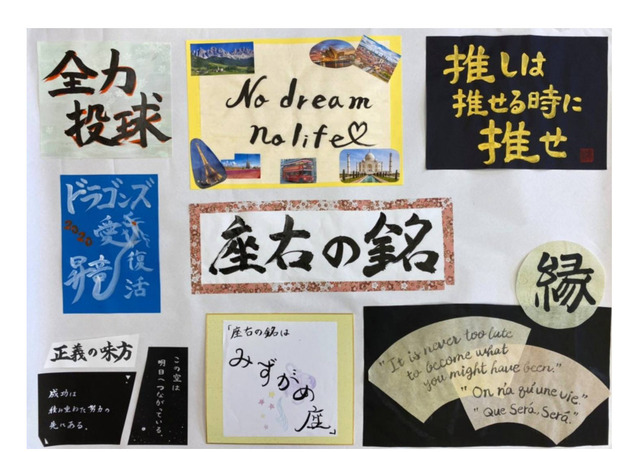 全力
投球
No dream
no life
推しは
推せる時に
推せ
ドラゴンズ
2020
愛
昇竜
復活
座右の銘
縁
正義の味方
成功は
積み重ねた努力の
先へある。
この空は
明日へつながっている。
「座右の銘は
みずがめ
座」
"It is never too late
to become what
you might have been."
"On n'a qu'une vie."
"Que Será, Será."